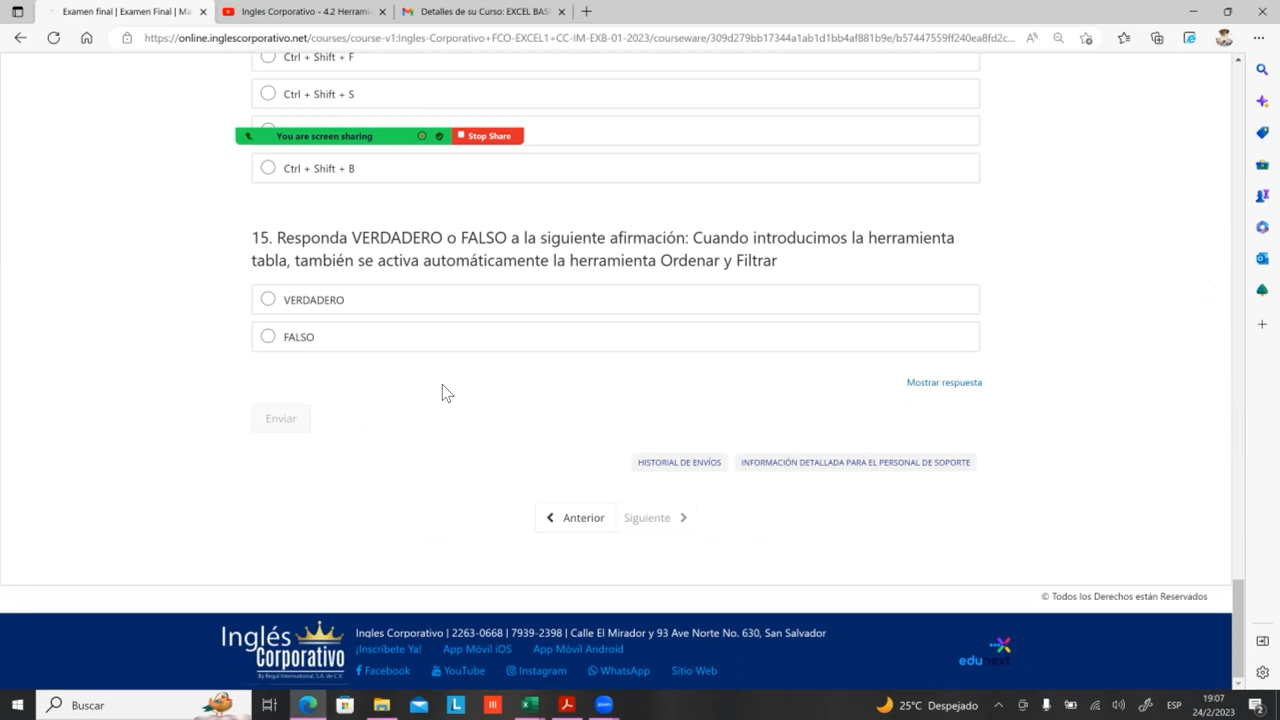 Examen final | Examen Final | Ma
Ingles Corporativo - 4.2 Herrami
Detalles de su Curso: EXCEL BAS
https://online.inglescorporativo.net/courses/course-v1:Ingles-Corporativo+FCO-EXCEL1+CC-IM-EXB-01-2023/courseware/309d279bb17344a1ab1d1bb4af881b9e/b57447559ff240ea8fd2c...
Ctrl + Shift + F
Ctrl + Shift + S
You are screen sharing
Stop Share
Ctrl + Shift + B
15. Responda VERDADERO o FALSO a la siguiente afirmación: Cuando introducimos la herramienta
tabla, también se activa automáticamente la herramienta Ordenar y Filtrar
VERDADERO
FALSO
Mostrar respuesta
Enviar
HISTORIAL DE ENVÍOS
INFORMACIÓN DETALLADA PARA EL PERSONAL DE SOPORTE
Anterior
Siguiente
© Todos los Derechos están Reservados
Inglés
Corporativo
By Regal International, S.A. de C.V.
Ingles Corporativo | 2263-0668 | 7939-2398 | Calle El Mirador y 93 Ave Norte No. 630, San Salvador
¡Inscríbete Ya! App Móvil iOS App Móvil Android
Facebook YouTube Instagram WhatsApp Sitio Web
edunext
Buscar
25°C Despejado
ESP
19:07
24/2/2023